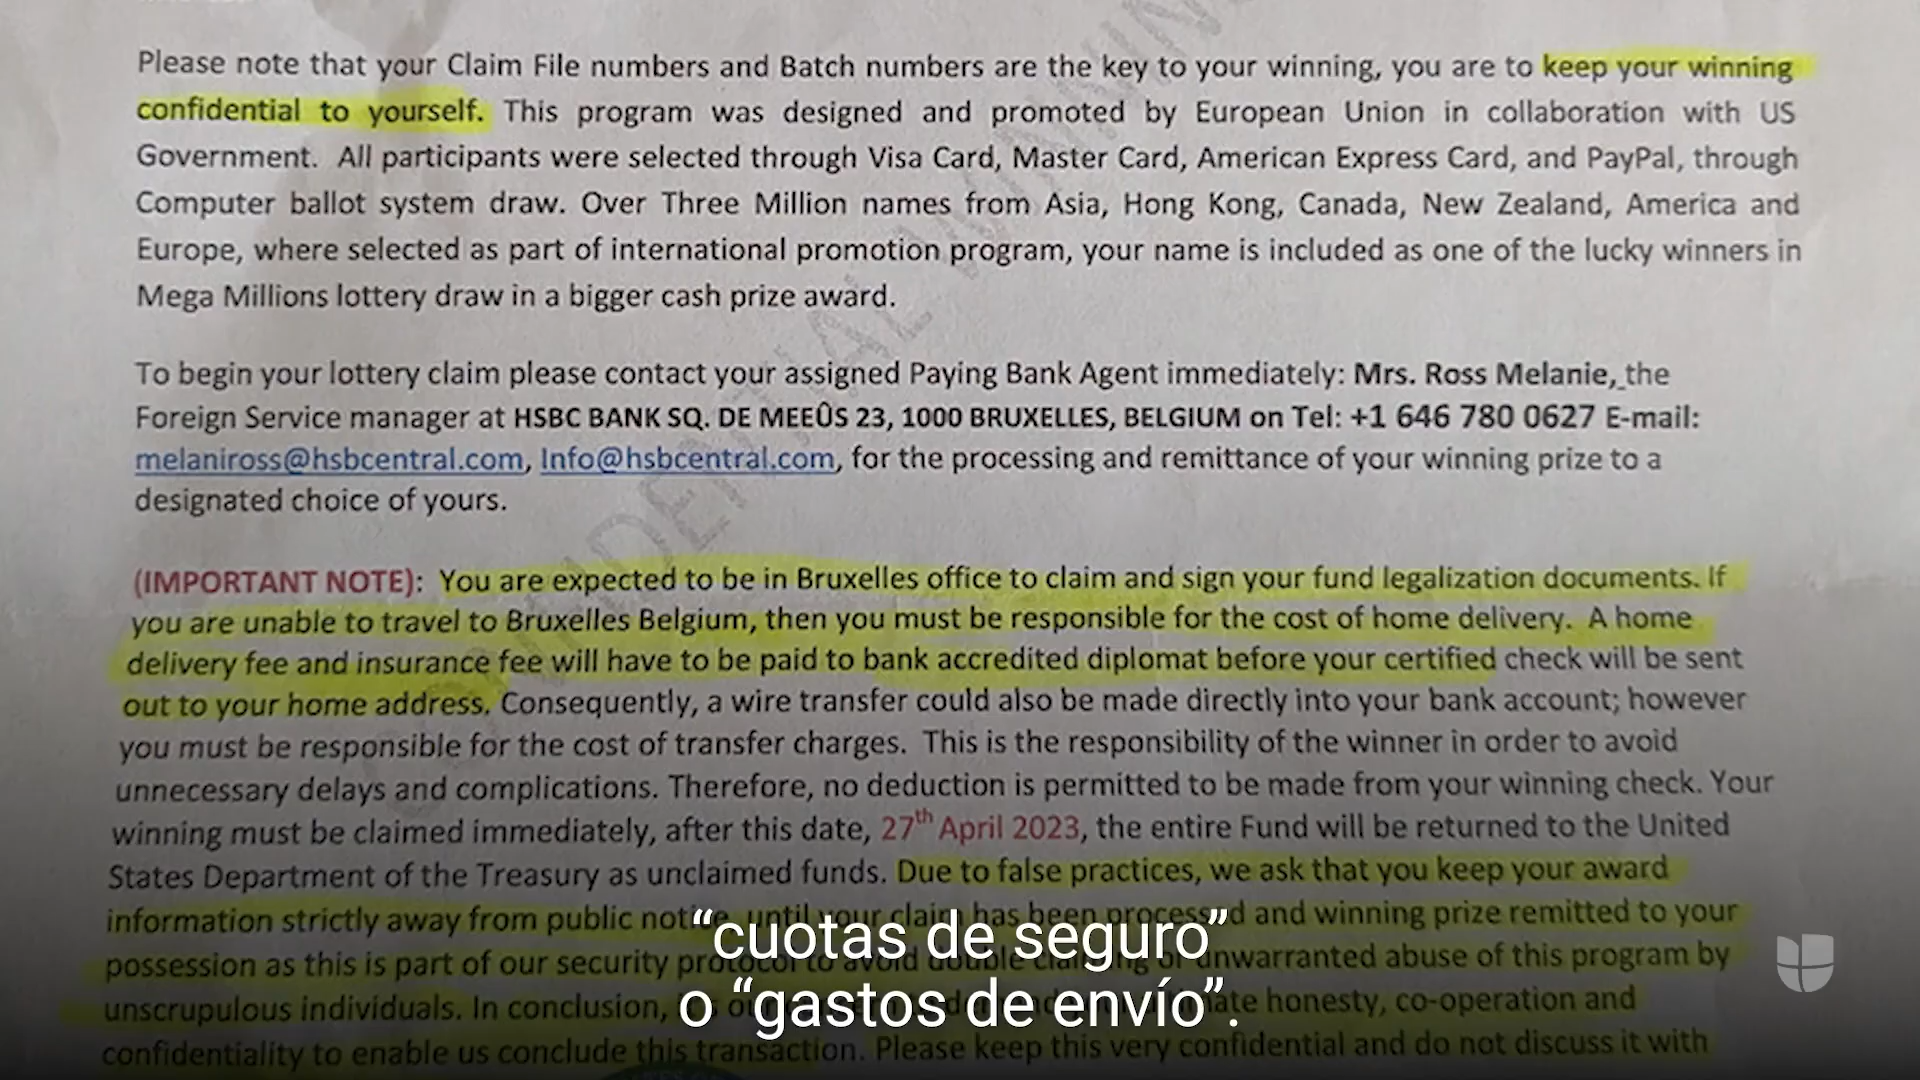 Please note that your Claim File numbers and Batch numbers are the key to your winning, you are to keep your winning
confidential to yourself. This program was designed and promoted by European Union in collaboration with US
Government. All participants were selected through Visa Card, Master Card, American Express Card, and PayPal, through
Computer ballot system draw. Over Three Million names from Asia, Hong Kong, Canada, New Zealand, America and
Europe, where selected as part of international promotion program, your name is included as one of the lucky winners in
Mega Millions lottery draw in a bigger cash prize award.
To begin your lottery claim please contact your assigned Paying Bank Agent immediately: Mrs. Ross Melanie, the
Foreign Service manager at HSBC BANK SQ. DE MEEÛS 23, 1000 BRUXELLES, BELGIUM on Tel: +1 646 780 0627 E-mail:
melaniross@hsbcentral.com, Info@hsbcentral.com, for the processing and remittance of your winning prize to a
designated choice of yours.
(IMPORTANT NOTE): You are expected to be in Bruxelles office to claim and sign your fund legalization documents. If
you are unable to travel to Bruxelles Belgium, then you must be responsible for the cost of home delivery. A home
delivery fee and insurance fee will have to be paid to bank accredited diplomat before your certified check will be sent
out to your home address. Consequently, a wire transfer could also be made directly into your bank account; however
you must be responsible for the cost of transfer charges. This is the responsibility of the winner in order to avoid
unnecessary delays and complications. Therefore, no deduction is permitted to be made from your winning check. Your
winning must be claimed immediately, after this date, 27th April 2023, the entire Fund will be returned to the United
States Department of the Treasury as unclaimed funds. Due to false practices, we ask that you keep your award
information strictly away from public notice, until your claim has been processed and winning prize remitted to your
possession as this is part of our security protocol to avoid double claiming or unwarranted abuse of this program by
unscrupulous individuals. In conclusion, honesty, co-operation and
confidentiality to enable us conclude this transaction. Please keep this very confidential and do not discuss it with
“cuotas de seguro”
o “gastos de envío”.